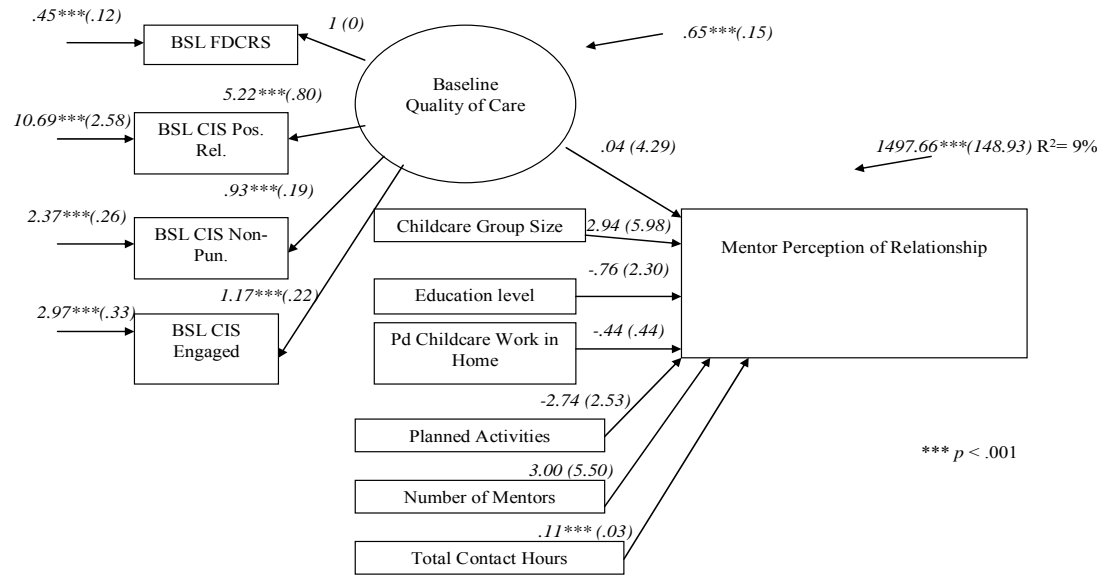 .45***(.12)
1 (0)
BSL FDCRS
.65***(.15)
Baseline
Quality of Care
5.22***(.80)
10.69***(2.58)
BSL CIS Pos.
Rel.
.04 (4.29)
1497.66***(148.93) R²= 9%
.93***(.19)
2.37***(.26)
BSL CIS Non-
Pun.
Childcare Group Size
2.94 (5.98)
Mentor Perception of Relationship
-.76 (2.30)
Education level
1.17***(.22)
2.97***(.33)
BSL CIS
Engaged
-.44 (.44)
Pd Childcare Work in
Home
-2.74 (2.53)
Planned Activities
*** p < .001
3.00 (5.50)
Number of Mentors
.11*** (.03)
Total Contact Hours